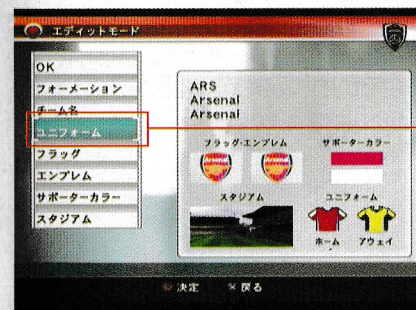 エディットモード
OK
フォーメーション
チーム名
ユニフォーム
フラッグ
エンブレム
サポーターカラー
スタジアム
ARS
Arsenal
Arsenal
フラッグ・エンブレム
サポーターカラー
Arsenal
Arsenal
スタジアム
ユニフォーム
ホーム
アウェイ
決定
戻る